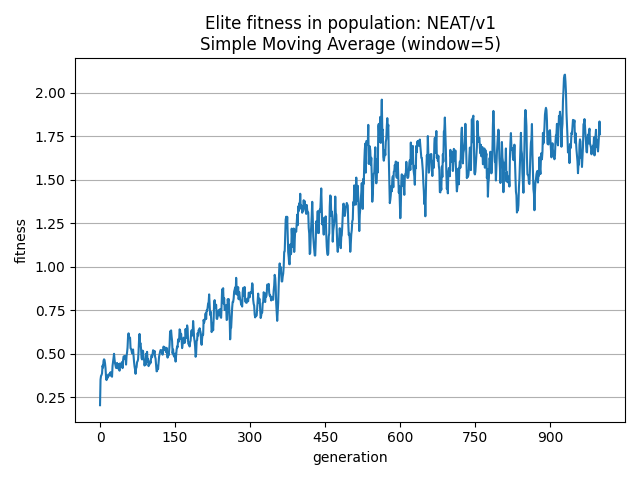 Elite fitness in population: NEAT/v1
Simple Moving Average (window=5)
2.00
1.75
1.50
1.25
1.00
0.75
0.50
0.25
fitness
0 150 300 450 600 750 900
generation